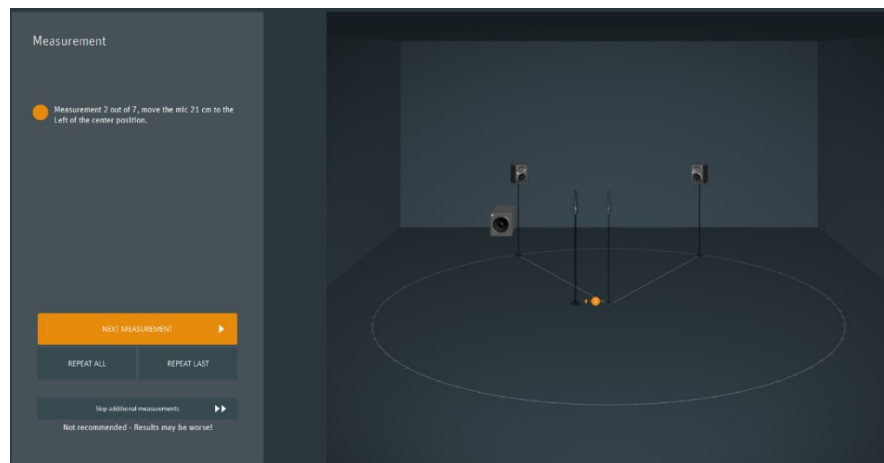 Measurement
Measurement 2 out of 7, move the mic 21 cm to the
Left of the center position.
2
NEXT MEASUREMENT
REPEAT ALL
REPEAT LAST
Skip additional measurements
Not recommended - Results may be worse!